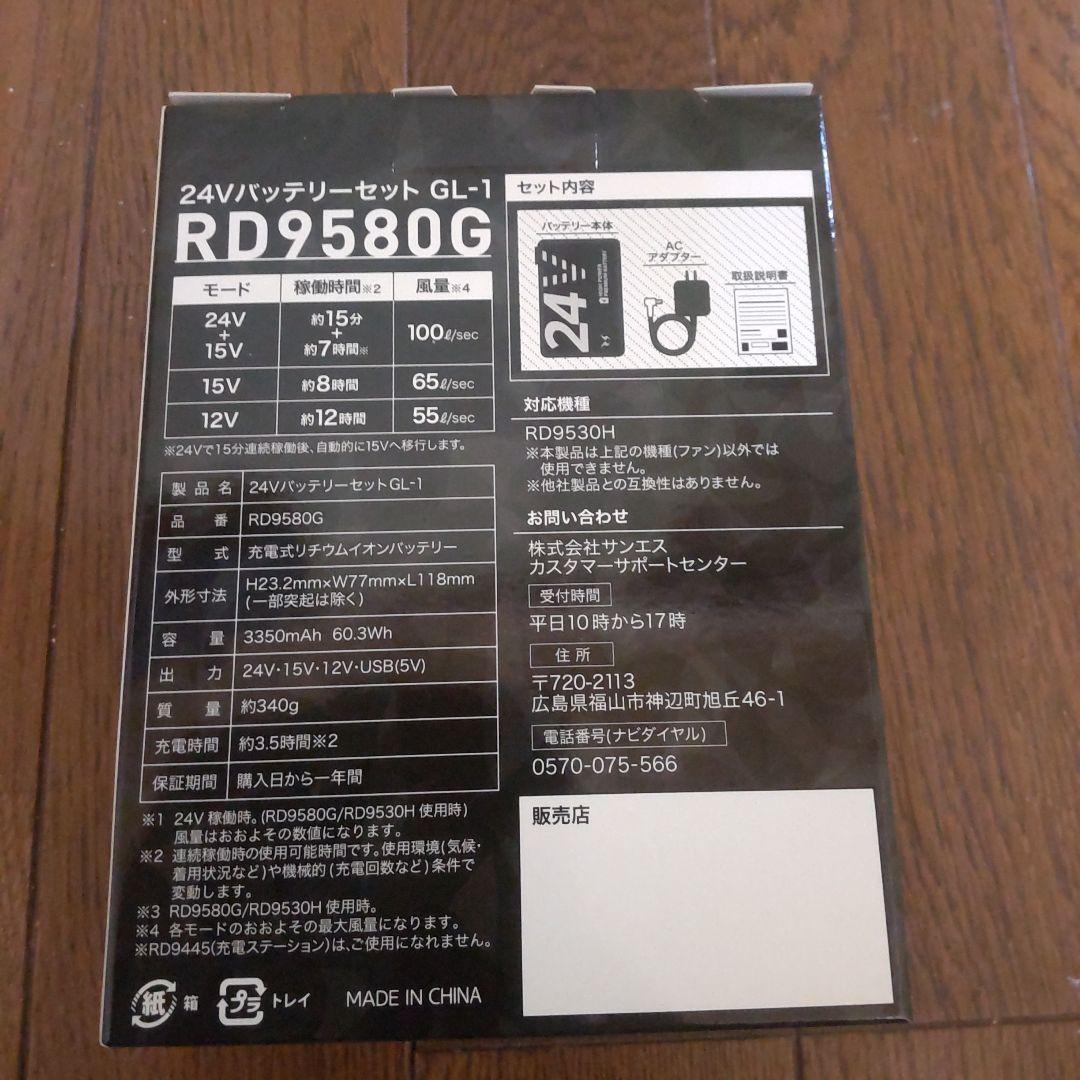 24Vバッテリーセット GL-1
RD9580G
モード 稼働時間※2 風量※4
24V+15V 約15分+約7時間※ 100ℓ/sec
15V 約8時間 65ℓ/sec
12V 約12時間 55ℓ/sec
※24Vで15分連続稼働後、自動的に15Vへ移行します。
製品名 24VバッテリーセットGL-1
品番 RD9580G
型式 充電式リチウムイオンバッテリー
外形寸法 H23.2mm×W77mm×L118mm
(一部突起は除く)
容量 3350mAh 60.3Wh
出力 24V・15V・12V・USB(5V)
質量 約340g
充電時間 約3.5時間※2
保証期間 購入日から一年間
※1 24V 稼働時。(RD9580G/RD9530H 使用時)
風量はおおよその数値になります。
※2 連続稼働時の使用可能時間です。使用環境(気候・
着用状況など)や機械的(充電回数など)条件で
変動します。
※3 RD9580G/RD9530H 使用時。
※4 各モードのおおよその最大風量になります。
※RD9445(充電ステーション)は、ご使用になれません。
紙 箱 プラ トレイ MADE IN CHINA
セット内容
バッテリー本体
24V
HIGH POWER
PREMIUM BATTERY
AC
アダプター
取扱説明書
対応機種
RD9530H
※本製品は上記の機種(ファン)以外では
使用できません。
※他社製品との互換性はありません。
お問い合わせ
株式会社サンエス
カスタマーサポートセンター
受付時間
平日10時から17時
住所
〒720-2113
広島県福山市神辺町旭丘46-1
電話番号(ナビダイヤル)
0570-075-566
販売店